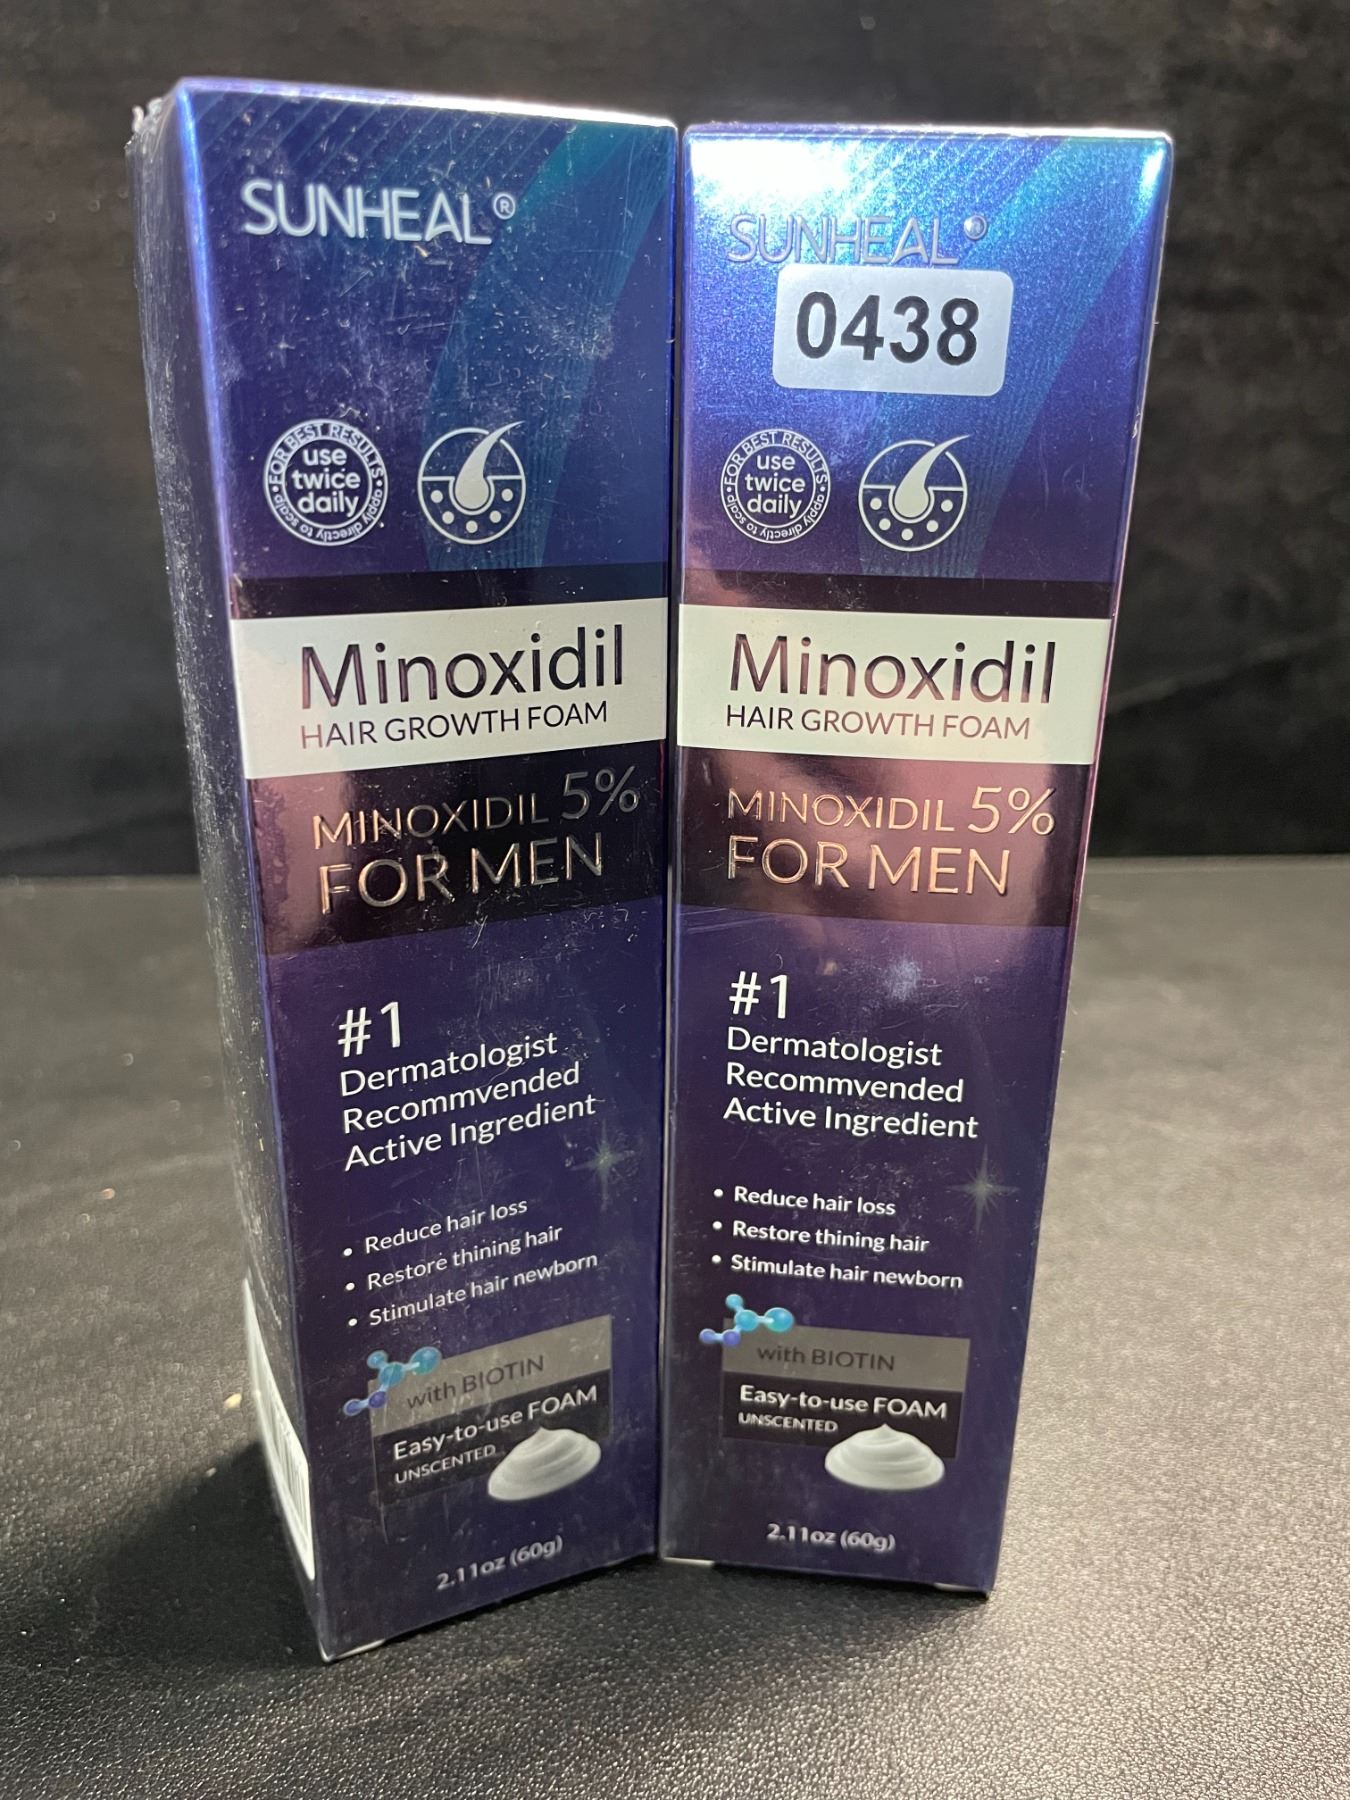 SUNHEAL®
FOR BEST RESULTS
use
twice
daily
apply directly to scalp
Minoxidil
HAIR GROWTH FOAM
MINOXIDIL 5%
FOR MEN
#1
Dermatologist
Recommvended
Active Ingredient
• Reduce hair loss
• Restore thining hair
• Stimulate hair newborn
with BIOTIN
Easy-to-use FOAM
UNSCENTED
2.11oz (60g)
SUNHEAL®
0438
FOR BEST RESULTS
use
twice
daily
apply directly to scalp
Minoxidil
HAIR GROWTH FOAM
MINOXIDIL 5%
FOR MEN
#1
Dermatologist
Recommvended
Active Ingredient
• Reduce hair loss
• Restore thining hair
• Stimulate hair newborn
with BIOTIN
Easy-to-use FOAM
UNSCENTED
2.11oz (60g)